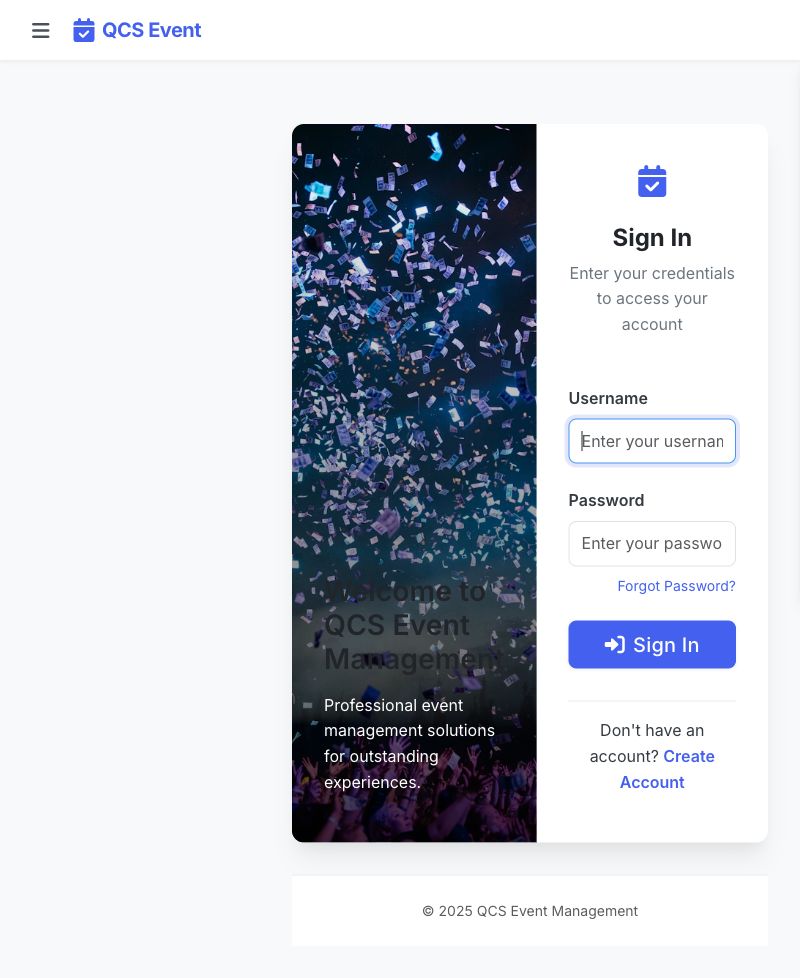 QCS Event
Welcome to
QCS Event
Management
Professional event
management solutions
for outstanding
experiences.
Sign In
Enter your credentials
to access your
account
Username
Enter your usernan
Password
Enter your passwo
Forgot Password?
Sign In
Don't have an
account? Create
Account
© 2025 QCS Event Management